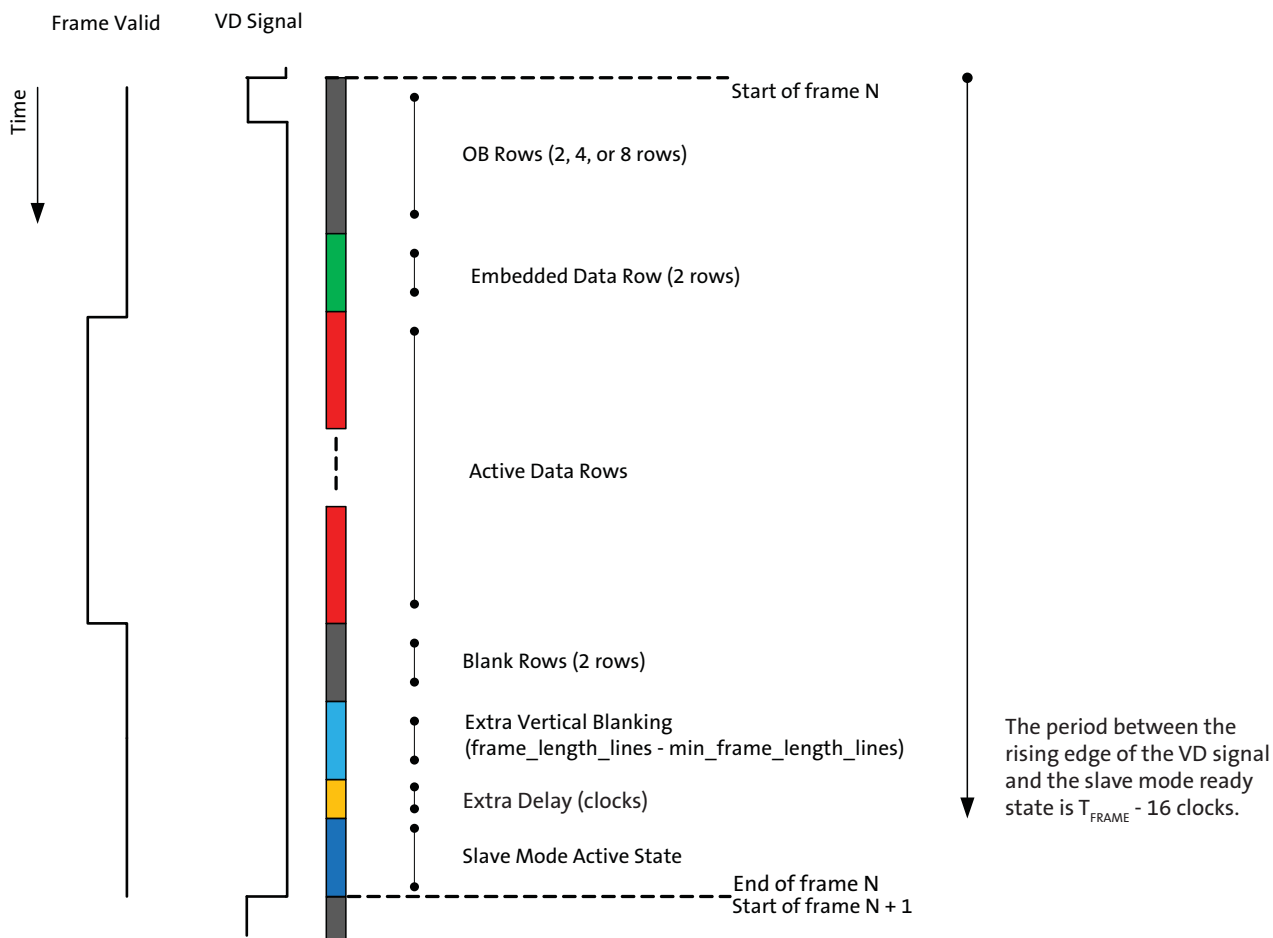 Frame Valid
VD Signal
Time
Start of frame N
OB Rows (2, 4, or 8 rows)
Embedded Data Row (2 rows)
Active Data Rows
Blank Rows (2 rows)
Extra Vertical Blanking
(frame_length_lines - min_frame_length_lines)
The period between the
rising edge of the VD signal
and the slave mode ready
state is TFRAME - 16 clocks.
Extra Delay (clocks)
Slave Mode Active State
End of frame N
Start of frame N + 1